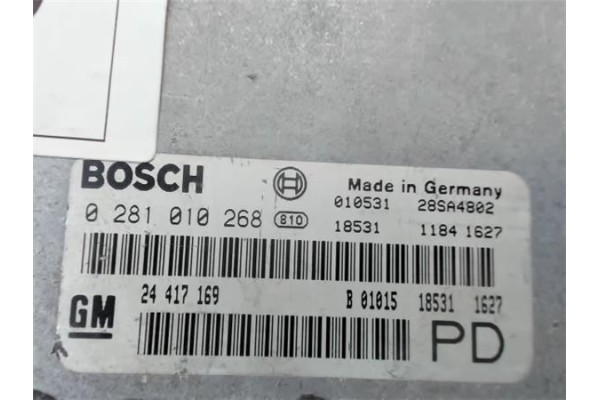 BOSCH Made in Germany
010531 28SA4802
0 281 010 268 810 18531 1184 1627
GM 24 417 169 B 01015 18531 1627
PD